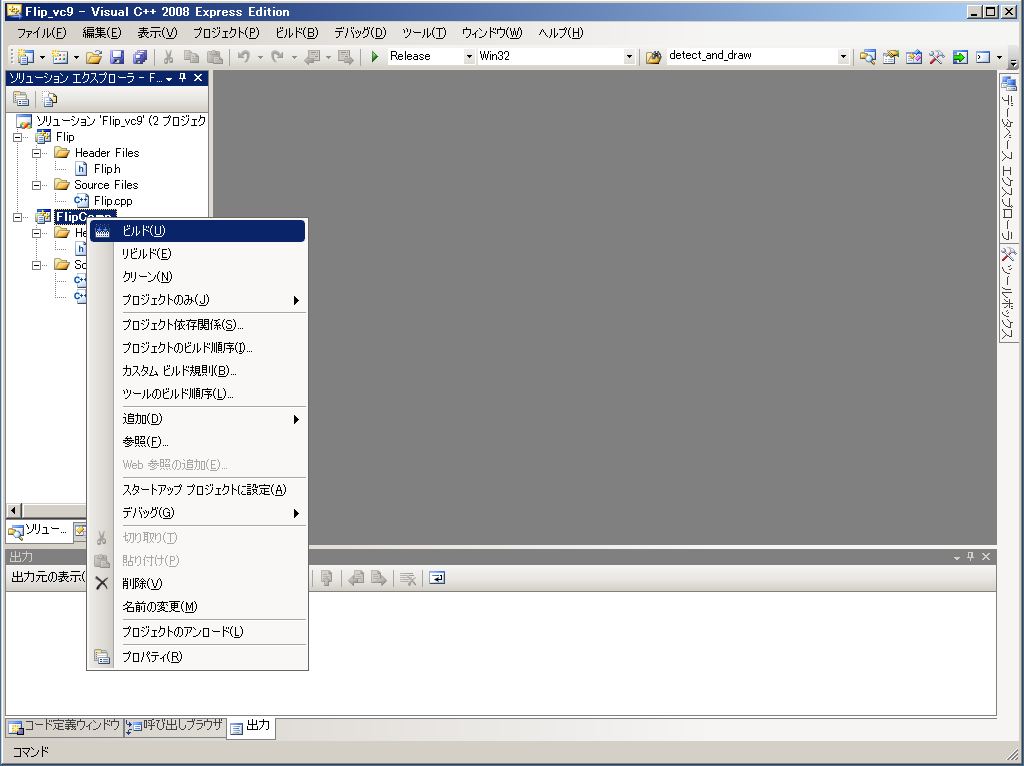 Flip_vc9 - Visual C++ 2008 Express Edition
ファイル(F) 編集(E) 表示(V) プロジェクト(P) ビルド(B) デバッグ(D) ツール(T) ウィンドウ(W) ヘルプ(H)
Release Win32 detect_and_draw
ソリューション エクスプローラ - F...
ソリューション 'Flip_vc9' (2 プロジェク
Flip
Header Files
Flip.h
Source Files
Flip.cpp
FlipComp
He
So
ビルド(U)
リビルド(E)
クリーン(N)
プロジェクトのみ(J)
プロジェクト依存関係(S)...
プロジェクトのビルド順序(I)...
カスタム ビルド規則(B)...
ツールのビルド順序(L)...
追加(D)
参照(F)...
Web 参照の追加(E)...
スタートアップ プロジェクトに設定(A)
デバッグ(G)
切り取り(T)
貼り付け(P)
削除(V)
名前の変更(M)
プロジェクトのアンロード(L)
プロパティ(R)
データベース エクスプローラ
ツールボックス
ソリュー...
出力
出力元の表示(
コード定義ウィンドウ 呼び出しブラウザ 出力
コマンド